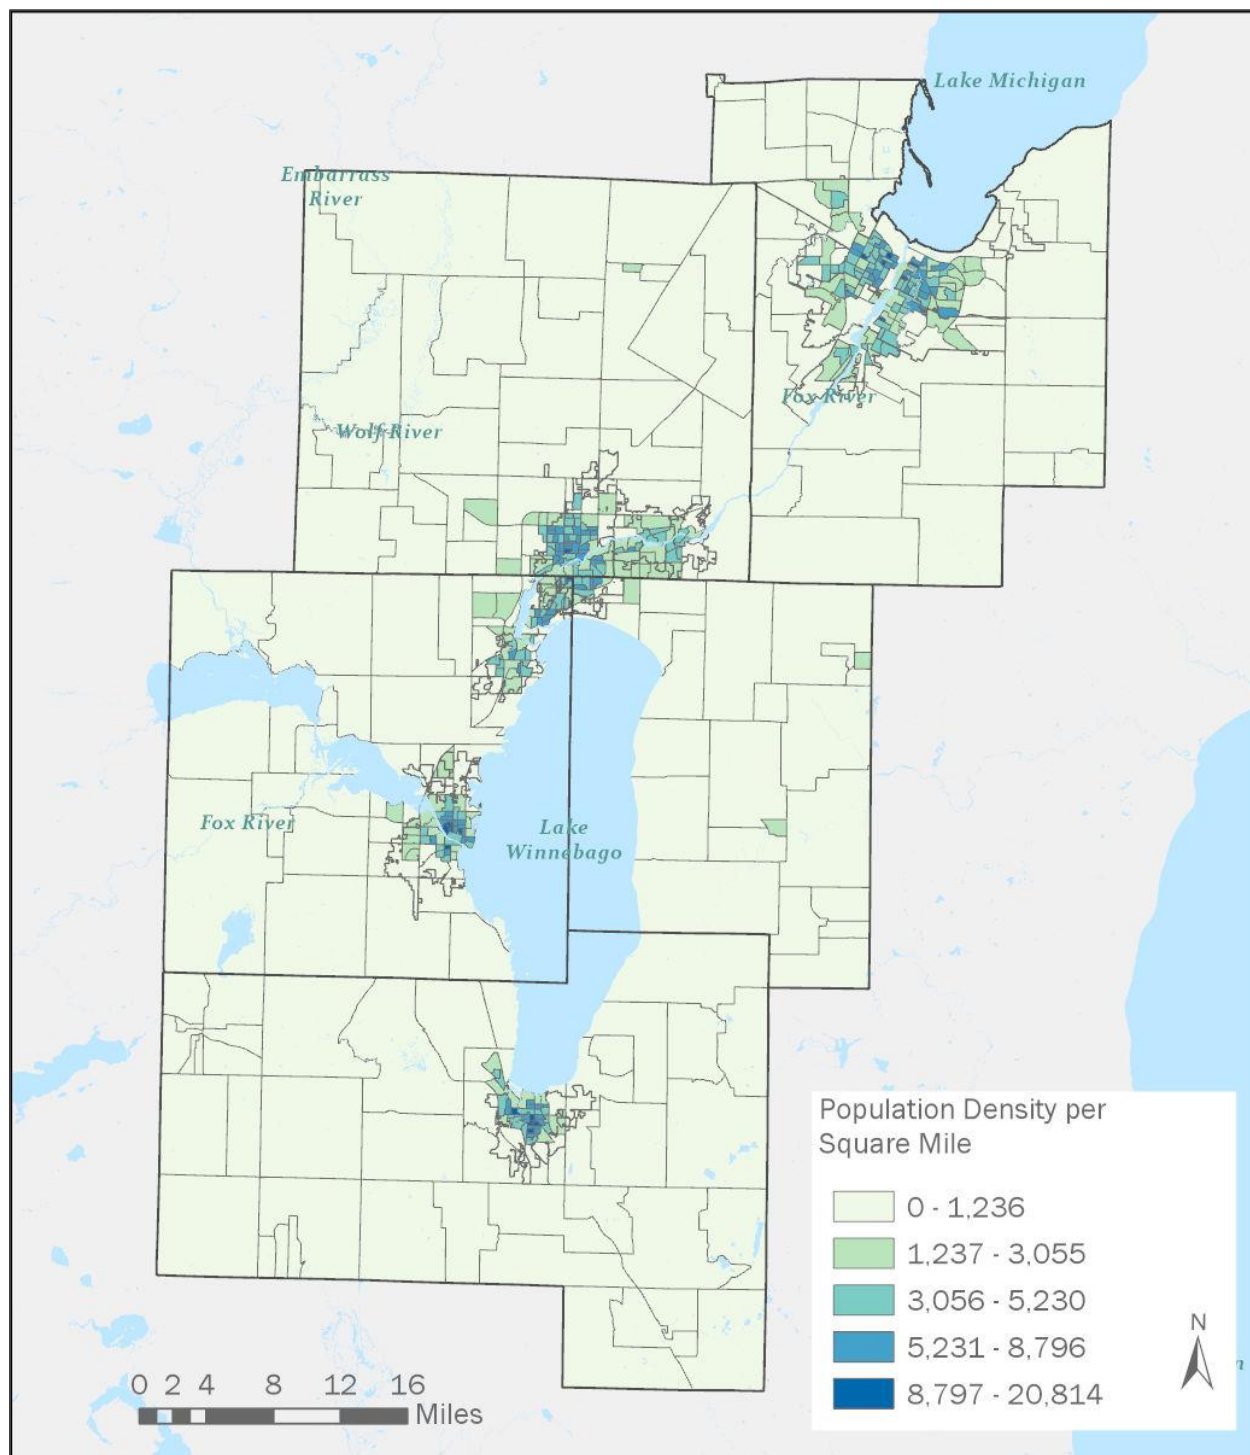 Lake Michigan
Embarrass
River
Fox River
Wolf River
Fox River
Lake
Winnebago
Population Density per
Square Mile
0 - 1,236
1,237 - 3,055
3,056 - 5,230
5,231 - 8,796
8,797 - 20,814
N
n
0 2 4 8 12 16
Miles